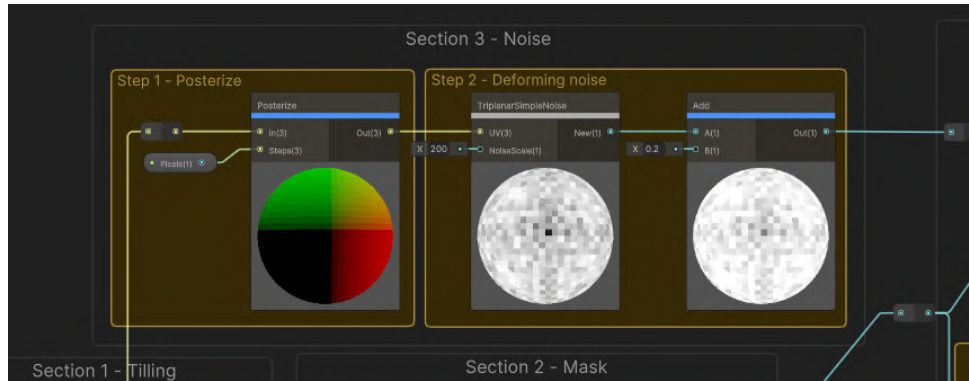 Section 3 - Noise
Step 1 - Posterize
Step 2 - Deforming noise
Posterize
TriplanarSimpleNoise
Add
In(3)
Out(3)
UV(3)
New(1)
A(1)
Out(1)
Pixels(1)
Steps(3)
X 200
NoiseScale(1)
X 0.2
B(1)
Section 1 - Tilling
Section 2 - Mask